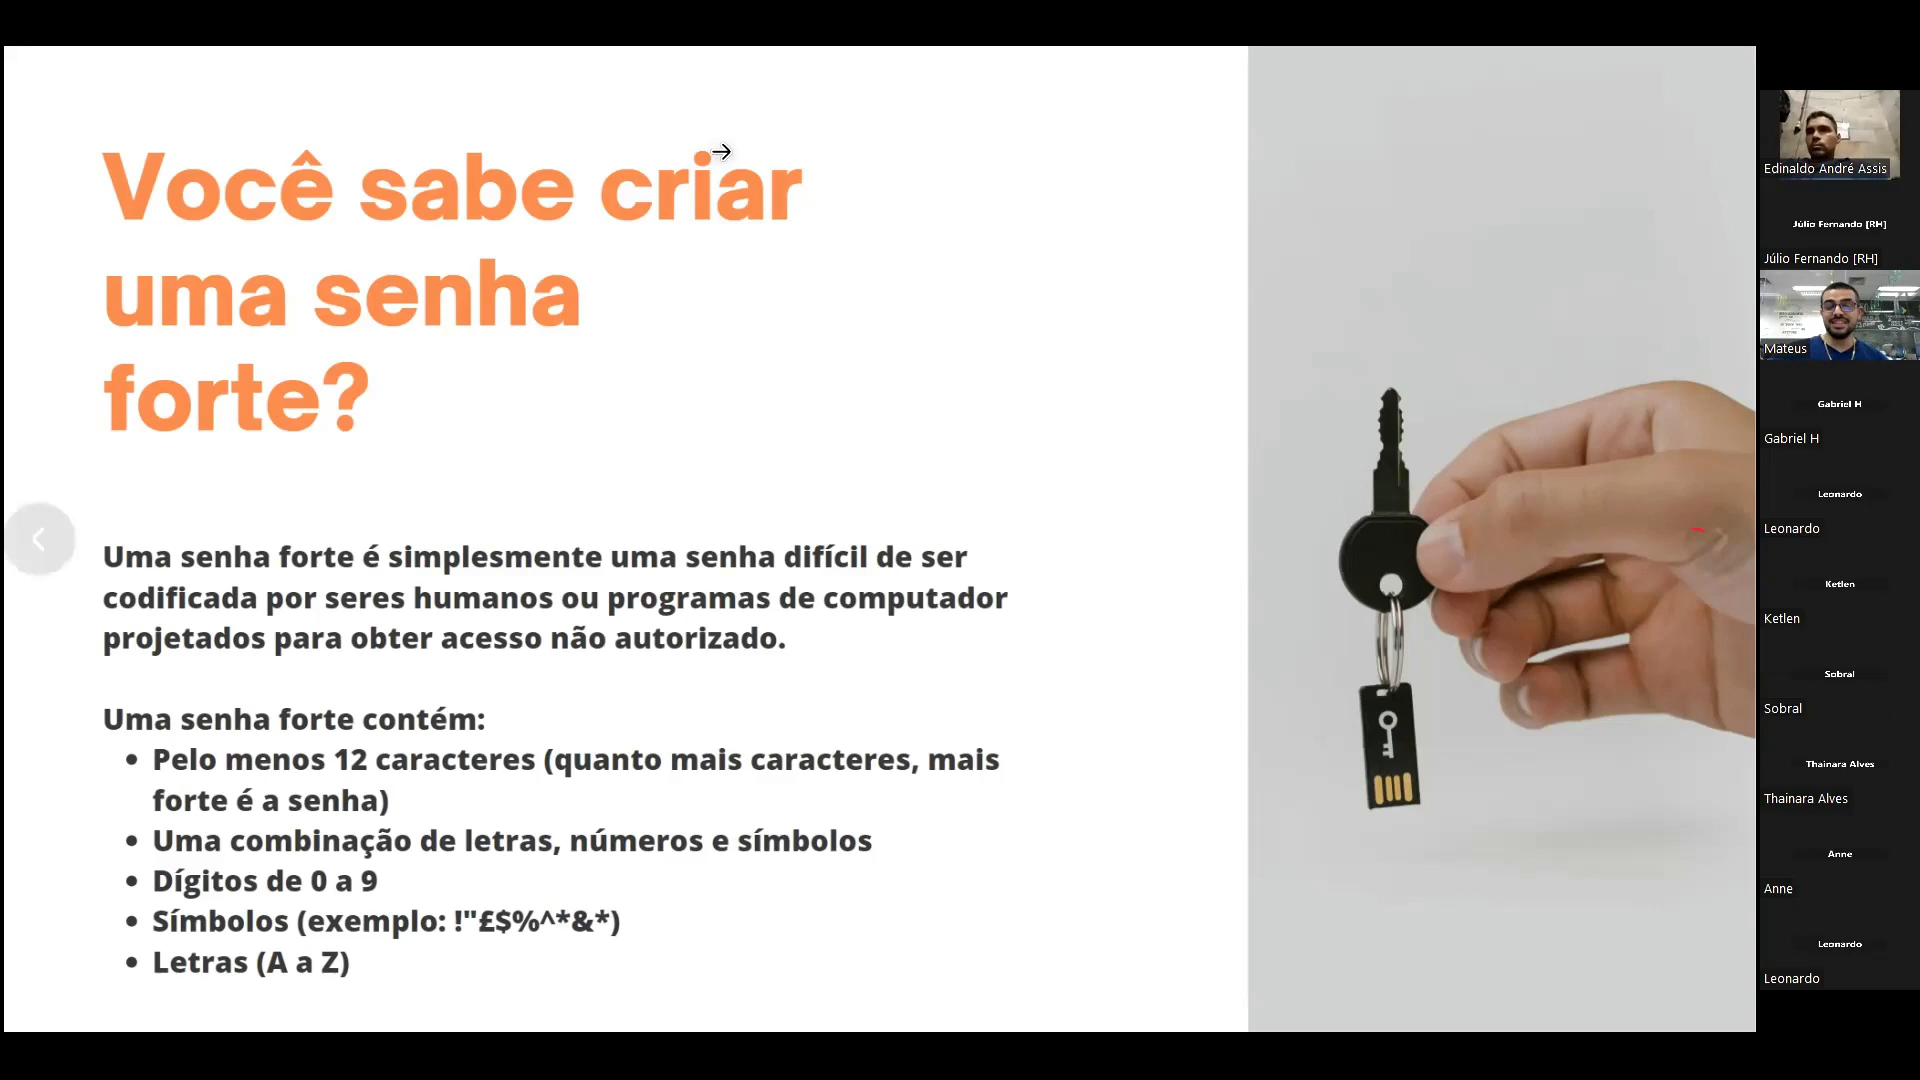 Você sabe criar
uma senha
forte?
Uma senha forte é simplesmente uma senha difícil de ser
codificada por seres humanos ou programas de computador
projetados para obter acesso não autorizado.
Uma senha forte contém:
• Pelo menos 12 caracteres (quanto mais caracteres, mais
forte é a senha)
• Uma combinação de letras, números e símbolos
• Dígitos de 0 a 9
• Símbolos (exemplo: !"£$%^*&*)
• Letras (A a Z)
Edinaldo André Assis
Júlio Fernando [RH]
Júlio Fernando [RH]
Mateus
Gabriel H
Gabriel H
Leonardo
Leonardo
Ketlen
Ketlen
Sobral
Sobral
Thainara Alves
Thainara Alves
Anne
Anne
Leonardo
Leonardo